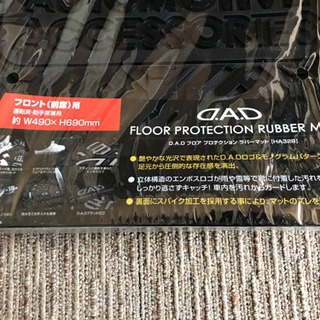 ACCESSORIES
フロント(前席)用
運転席・助手席兼用
約 W490× H690mm
D.A.D
FLOOR PROTECTION RUBBER M
D.A.D フロア プロテクション ラバーマット [HA328]
艶やかな光沢で表現されたD.A.Dロゴ&モノグラムパターン
足元から圧倒的な存在感を演出。
立体構造のエンボスロゴが雨や雪等で靴に付着した汚れを
しっかり逃さずキャッチ!車内を汚れからガードします。
裏面にスパイク加工を採用する事により、マットのズレを